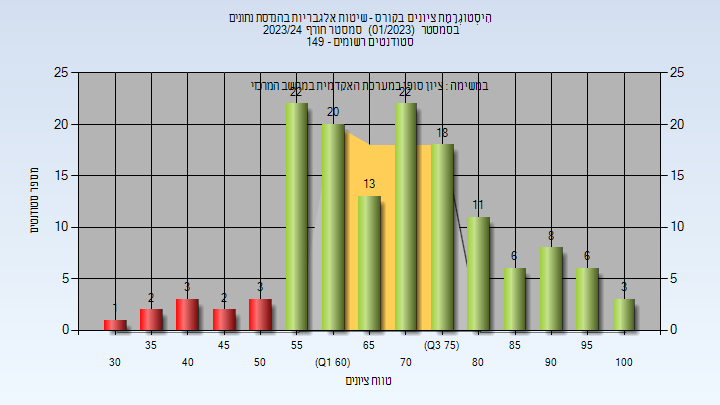 היסטוגרמת ציונים בקורס - שיטות אלגבריות בהנדסת נתונים
בסמסטר (01/2023) סמסטר חורף 2023/24
סטודנטים רשומים - 149
במשימה : ציון סופי במערכת האקדמית במחשב המרכזי
25 25
20 20
15 15
10 10
5 5
0 0
מספר סטודנטים
1 2 3 2 3 22 20 13 22 18 11 6 8 6 3
35 45 55 65 (Q3 75) 85 95
30 40 50 (Q1 60) 70 80 90 100
טווח ציונים